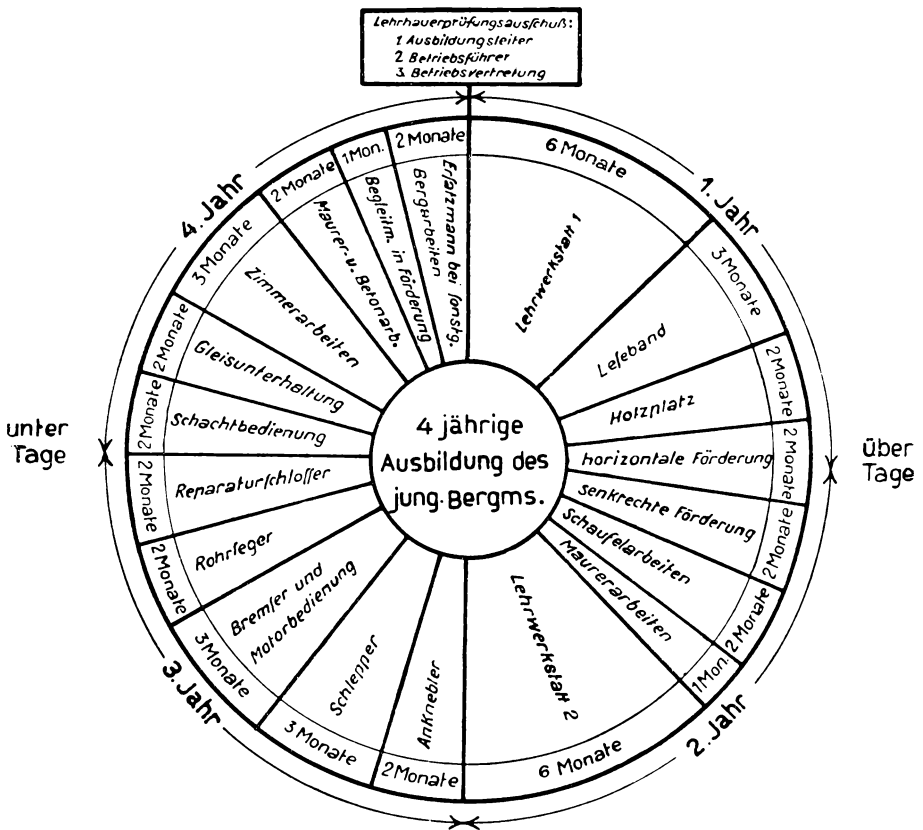 Lehrhauerprüfungsausſchuß:
1. Ausbildungsleiter
2. Betriebsführer
3. Betriebsvertretung
1. Jahr
6 Monate
Lehrwerkstatt 1
3 Monate
Leſeband
2 Monate
Holzplatz
über
Tage
2 Monate
horizontale Förderung
2 Monate
senkrechte Förderung
2 Monate
Schaufelarbeiten
1 Mon.
Maurerarbeiten
2. Jahr
6 Monate
Lehrwerkstatt 2
2 Monate
Anknebler
3 Monate
Schlepper
3. Jahr
3 Monate
Bremſer und
Motorbedienung
2 Monate
Rohrleger
2 Monate
Reparaturſchloſſer
unter
Tage
2 Monate
Schachtbedienung
2 Monate
Gleisunterhaltung
3 Monate
Zimmerarbeiten
4. Jahr
2 Monate
Maurer- u. Betonarb.
1 Mon.
Begleitm. in Förderung
2 Monate
Erſatzmann bei ſonstg.
Bergarbeiten
4 jährige
Ausbildung des
jung. Bergms.